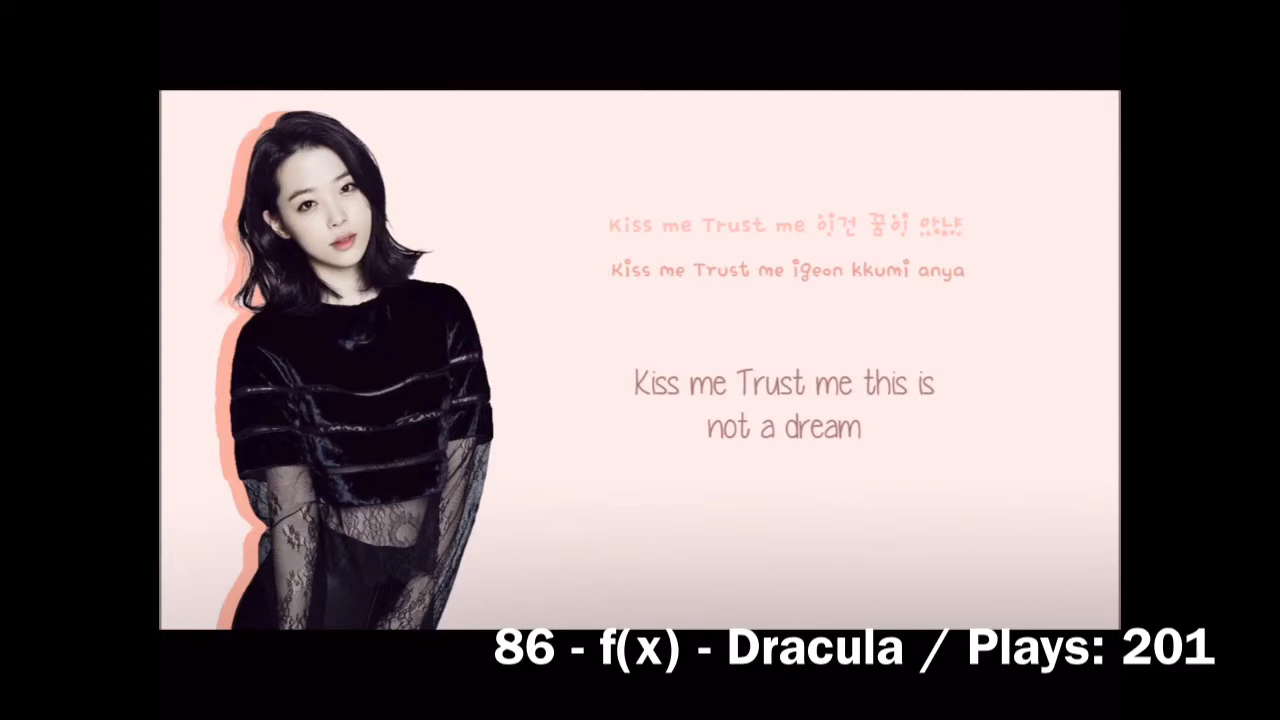 Kiss me Trust me 이건 꿈이 아냐
Kiss me Trust me igeon kkumi anya
Kiss me Trust me this is
not a dream
86 - f(x) - Dracula / Plays: 201